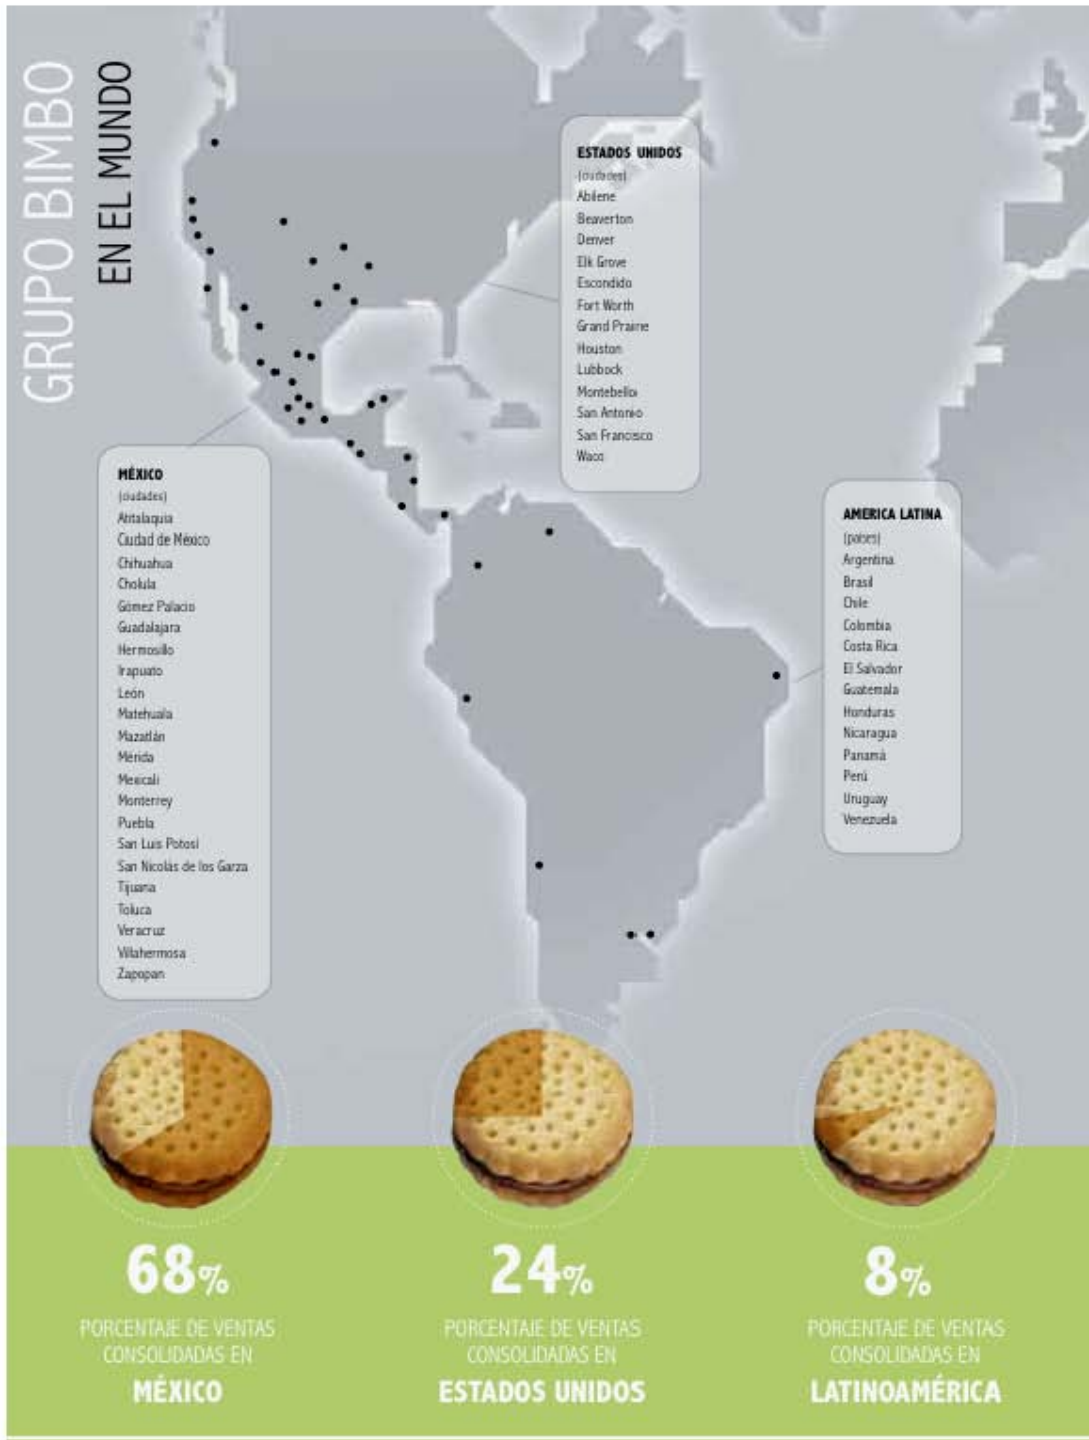 GRUPO BIMBO
EN EL MUNDO
ESTADOS UNIDOS
(ciudades)
Abilene
Beaverton
Denver
Elk Grove
Escondido
Fort Worth
Grand Prairie
Houston
Lubbock
Montebello
San Antonio
San Francisco
Waco
MÉXICO
(ciudades)
Atitalaquia
Ciudad de México
Chihuahua
Cholula
Gómez Palacio
Guadalajara
Hermosillo
Irapuato
León
Matehuala
Mazatlán
Mérida
Mexicali
Monterrey
Puebla
San Luis Potosí
San Nicolás de los Garza
Tijuana
Toluca
Veracruz
Villahermosa
Zapopan
AMERICA LATINA
(países)
Argentina
Brasil
Chile
Colombia
Costa Rica
El Salvador
Guatemala
Honduras
Nicaragua
Panamá
Perú
Uruguay
Venezuela
68%
PORCENTAJE DE VENTAS
CONSOLIDADAS EN
MÉXICO
24%
PORCENTAJE DE VENTAS
CONSOLIDADAS EN
ESTADOS UNIDOS
8%
PORCENTAJE DE VENTAS
CONSOLIDADAS EN
LATINOAMÉRICA